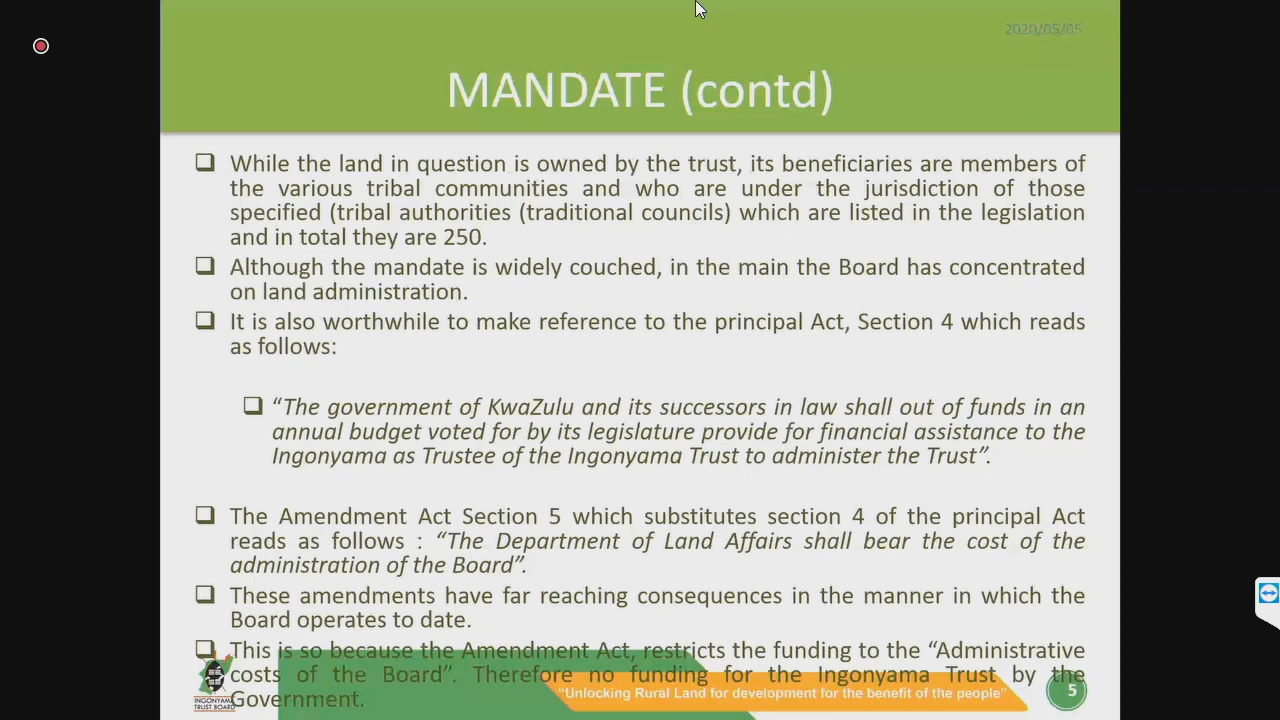 2020/05/05
MANDATE (contd)
While the land in question is owned by the trust, its beneficiaries are members of
the various tribal communities and who are under the jurisdiction of those
specified (tribal authorities (traditional councils) which are listed in the legislation
and in total they are 250.
Although the mandate is widely couched, in the main the Board has concentrated
on land administration.
It is also worthwhile to make reference to the principal Act, Section 4 which reads
as follows:
“The government of KwaZulu and its successors in law shall out of funds in an
annual budget voted for by its legislature provide for financial assistance to the
Ingonyama as Trustee of the Ingonyama Trust to administer the Trust”.
The Amendment Act Section 5 which substitutes section 4 of the principal Act
reads as follows : “The Department of Land Affairs shall bear the cost of the
administration of the Board”.
These amendments have far reaching consequences in the manner in which the
Board operates to date.
This is so because the Amendment Act, restricts the funding to the “Administrative
costs of the Board”. Therefore no funding for the Ingonyama Trust by the
Government.
INGONYAMA
TRUST BOARD
“Unlocking Rural Land for development for the benefit of the people”
5